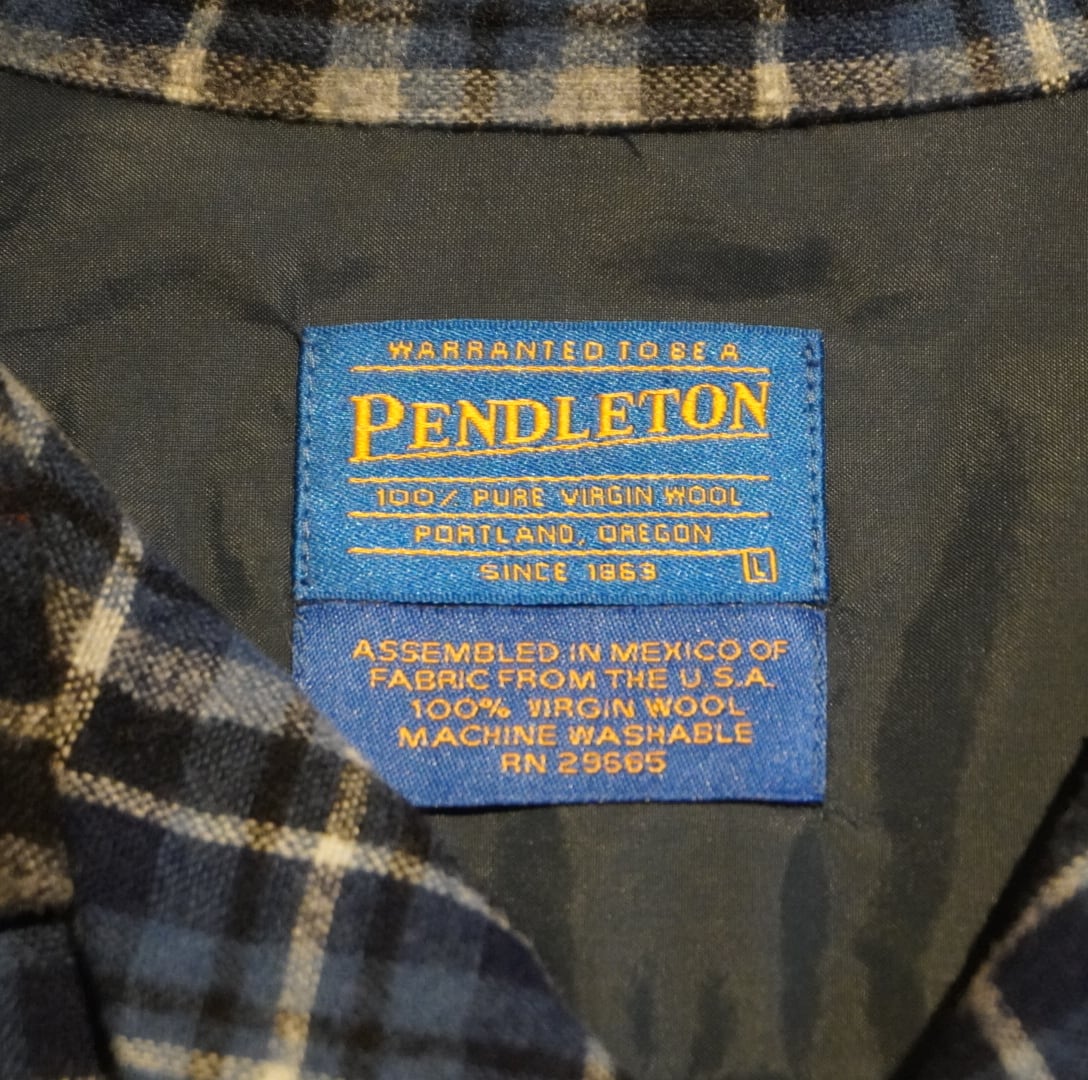 WARRANTED TO BE A
PENDLETON
100% PURE VIRGIN WOOL
PORTLAND, OREGON
SINCE 1863
L
ASSEMBLED IN MEXICO OF
FABRIC FROM THE U.S.A.
100% VIRGIN WOOL
MACHINE WASHABLE
RN 29685